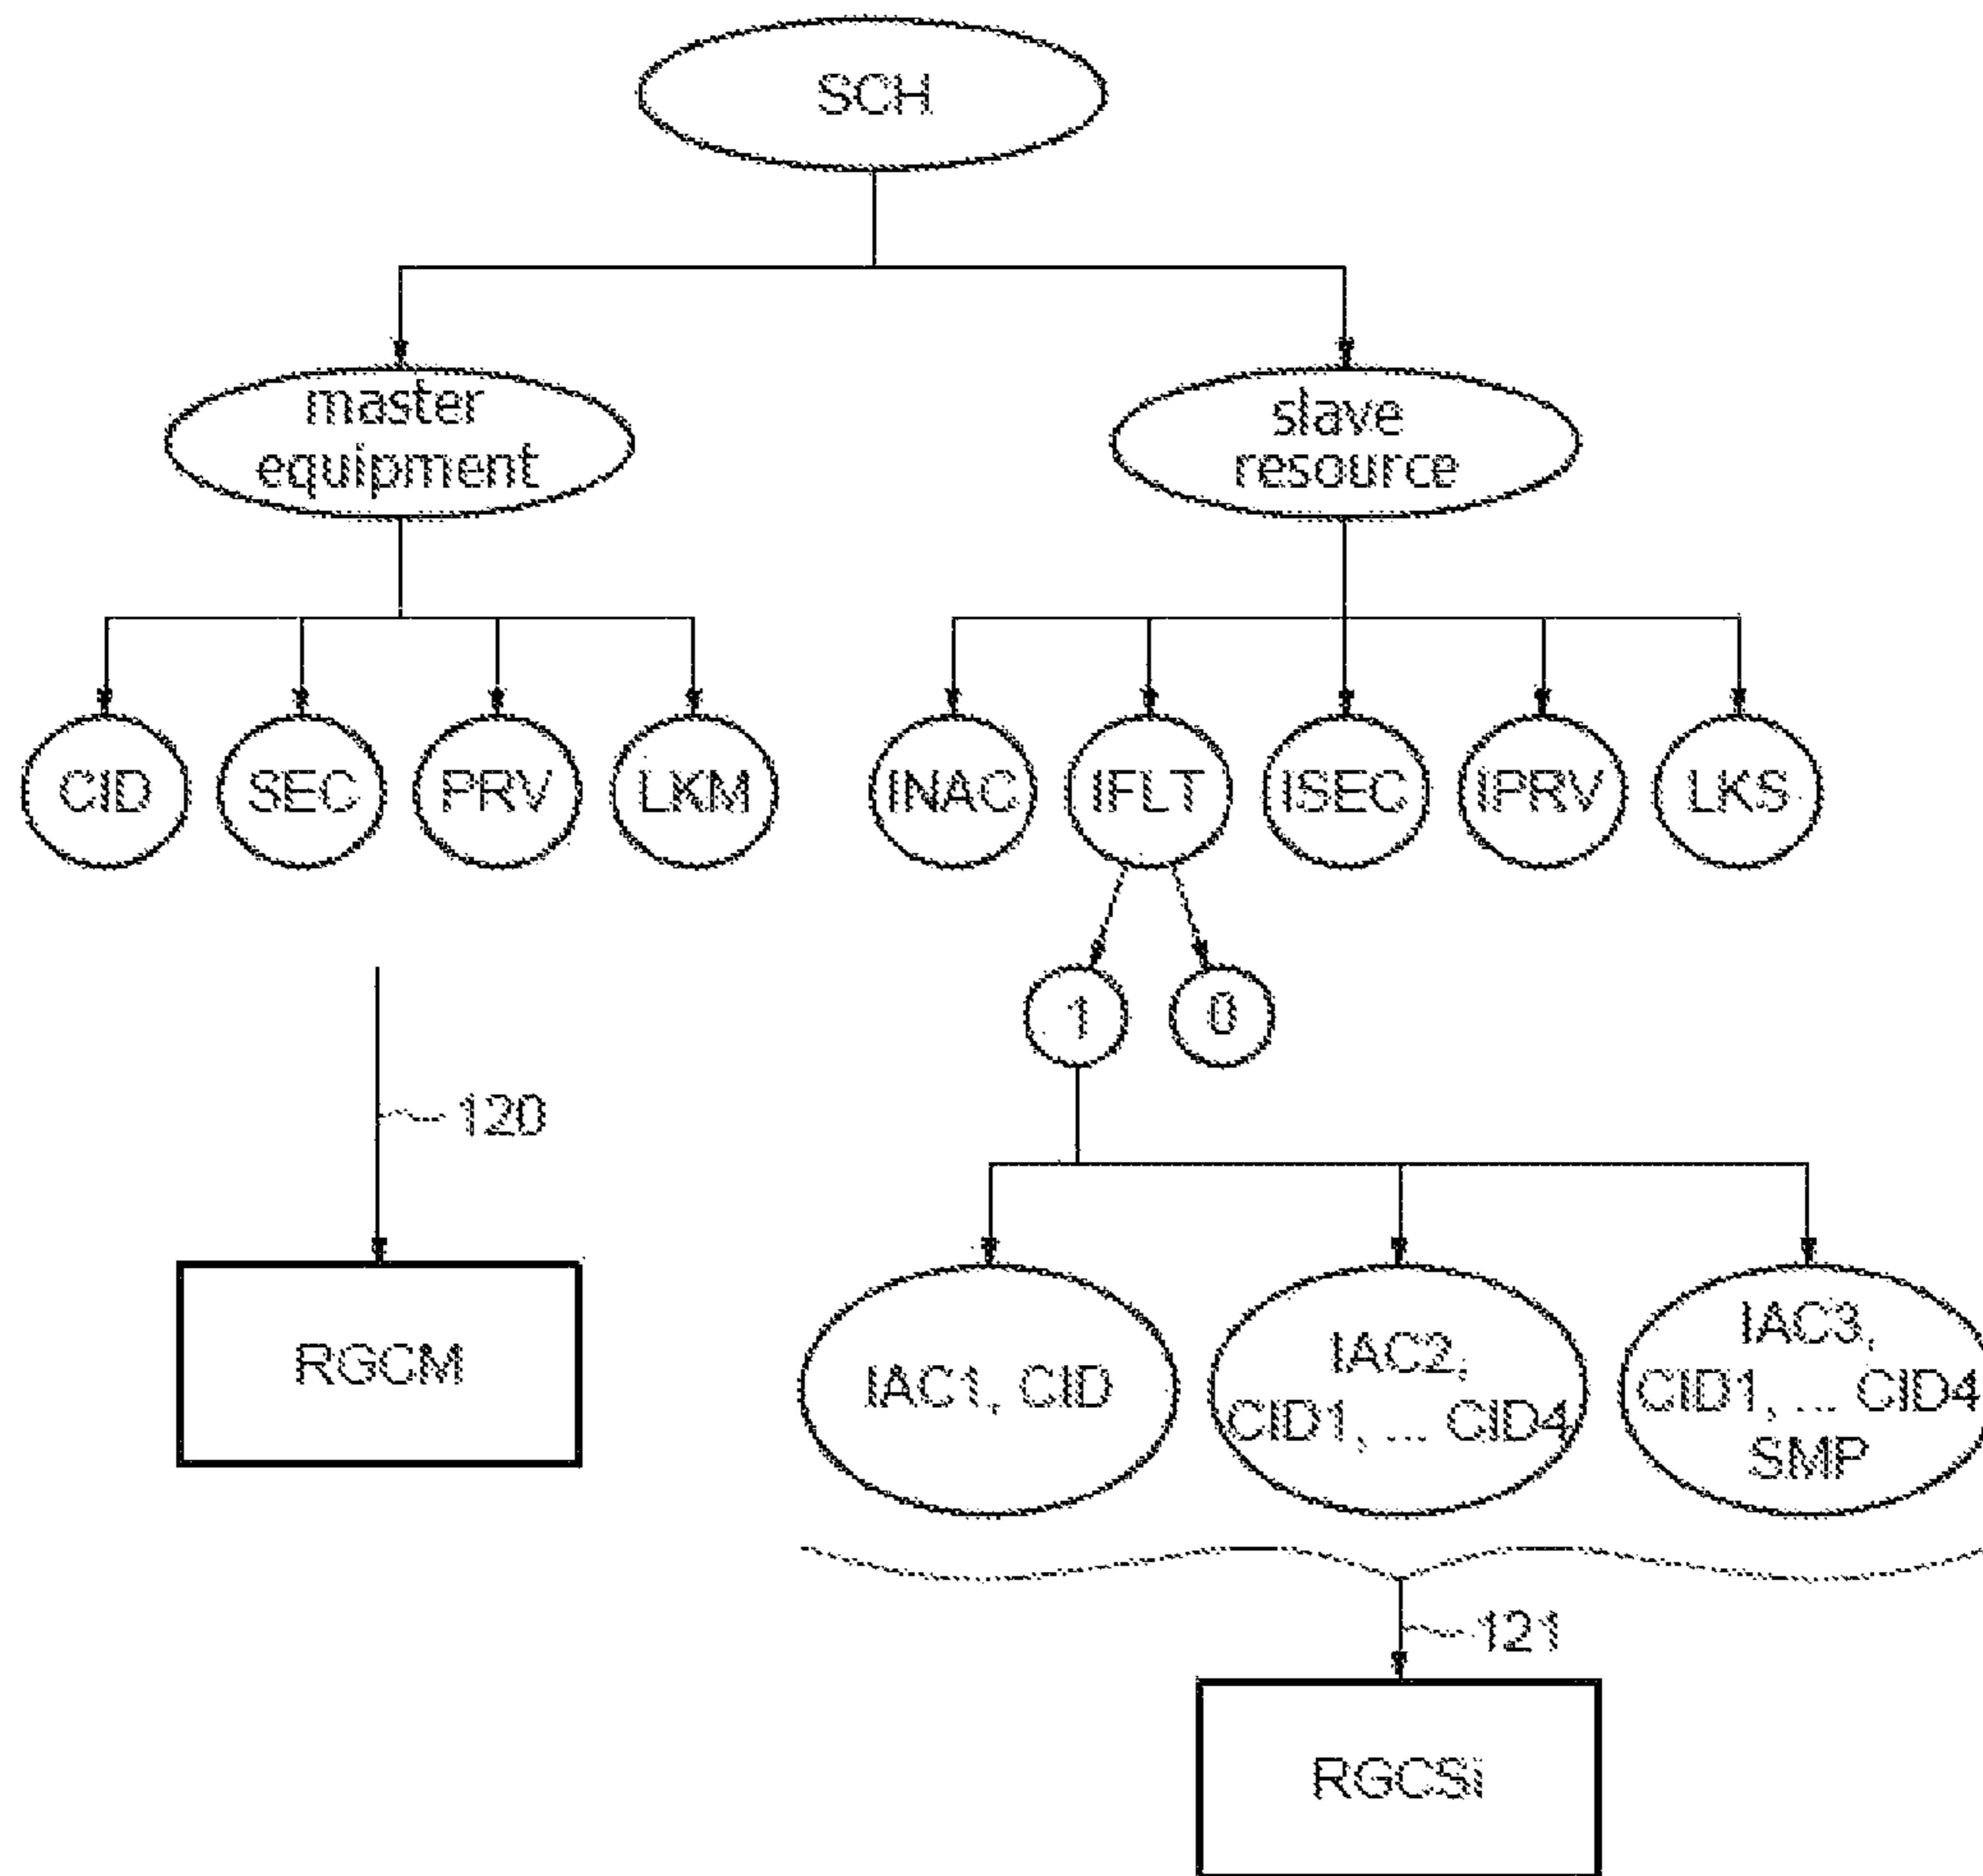 SCH
master
equipment
slave
resource
CID
SEC
PRV
LKM
INAC
IFLT
ISEC
IPRV
LKS
1
0
120
RGCM
IAC1, CID
IAC2,
CID1, ... CID4
IAC3,
CID1, ... CID4
SMP
121
RGCSi